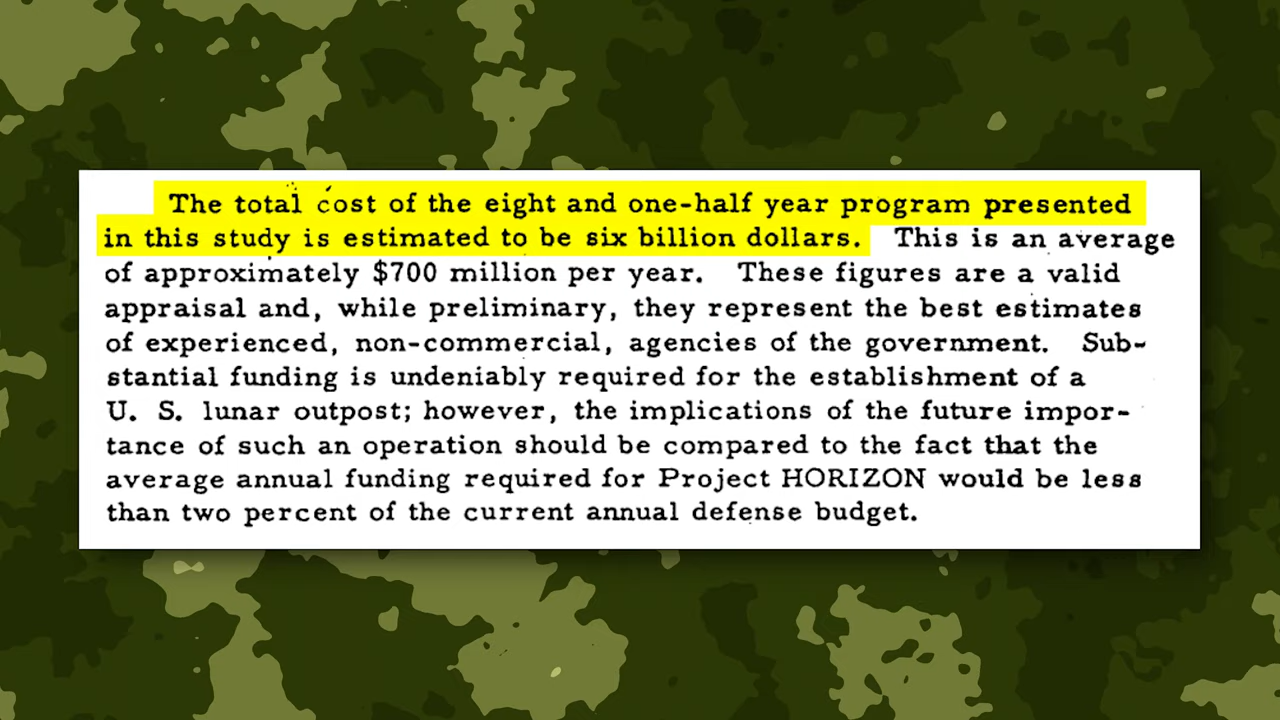 The total cost of the eight and one-half year program presented
in this study is estimated to be six billion dollars. This is an average
of approximately $700 million per year. These figures are a valid
appraisal and, while preliminary, they represent the best estimates
of experienced, non-commercial, agencies of the government. Sub-
stantial funding is undeniably required for the establishment of a
U. S. lunar outpost; however, the implications of the future impor-
tance of such an operation should be compared to the fact that the
average annual funding required for Project HORIZON would be less
than two percent of the current annual defense budget.